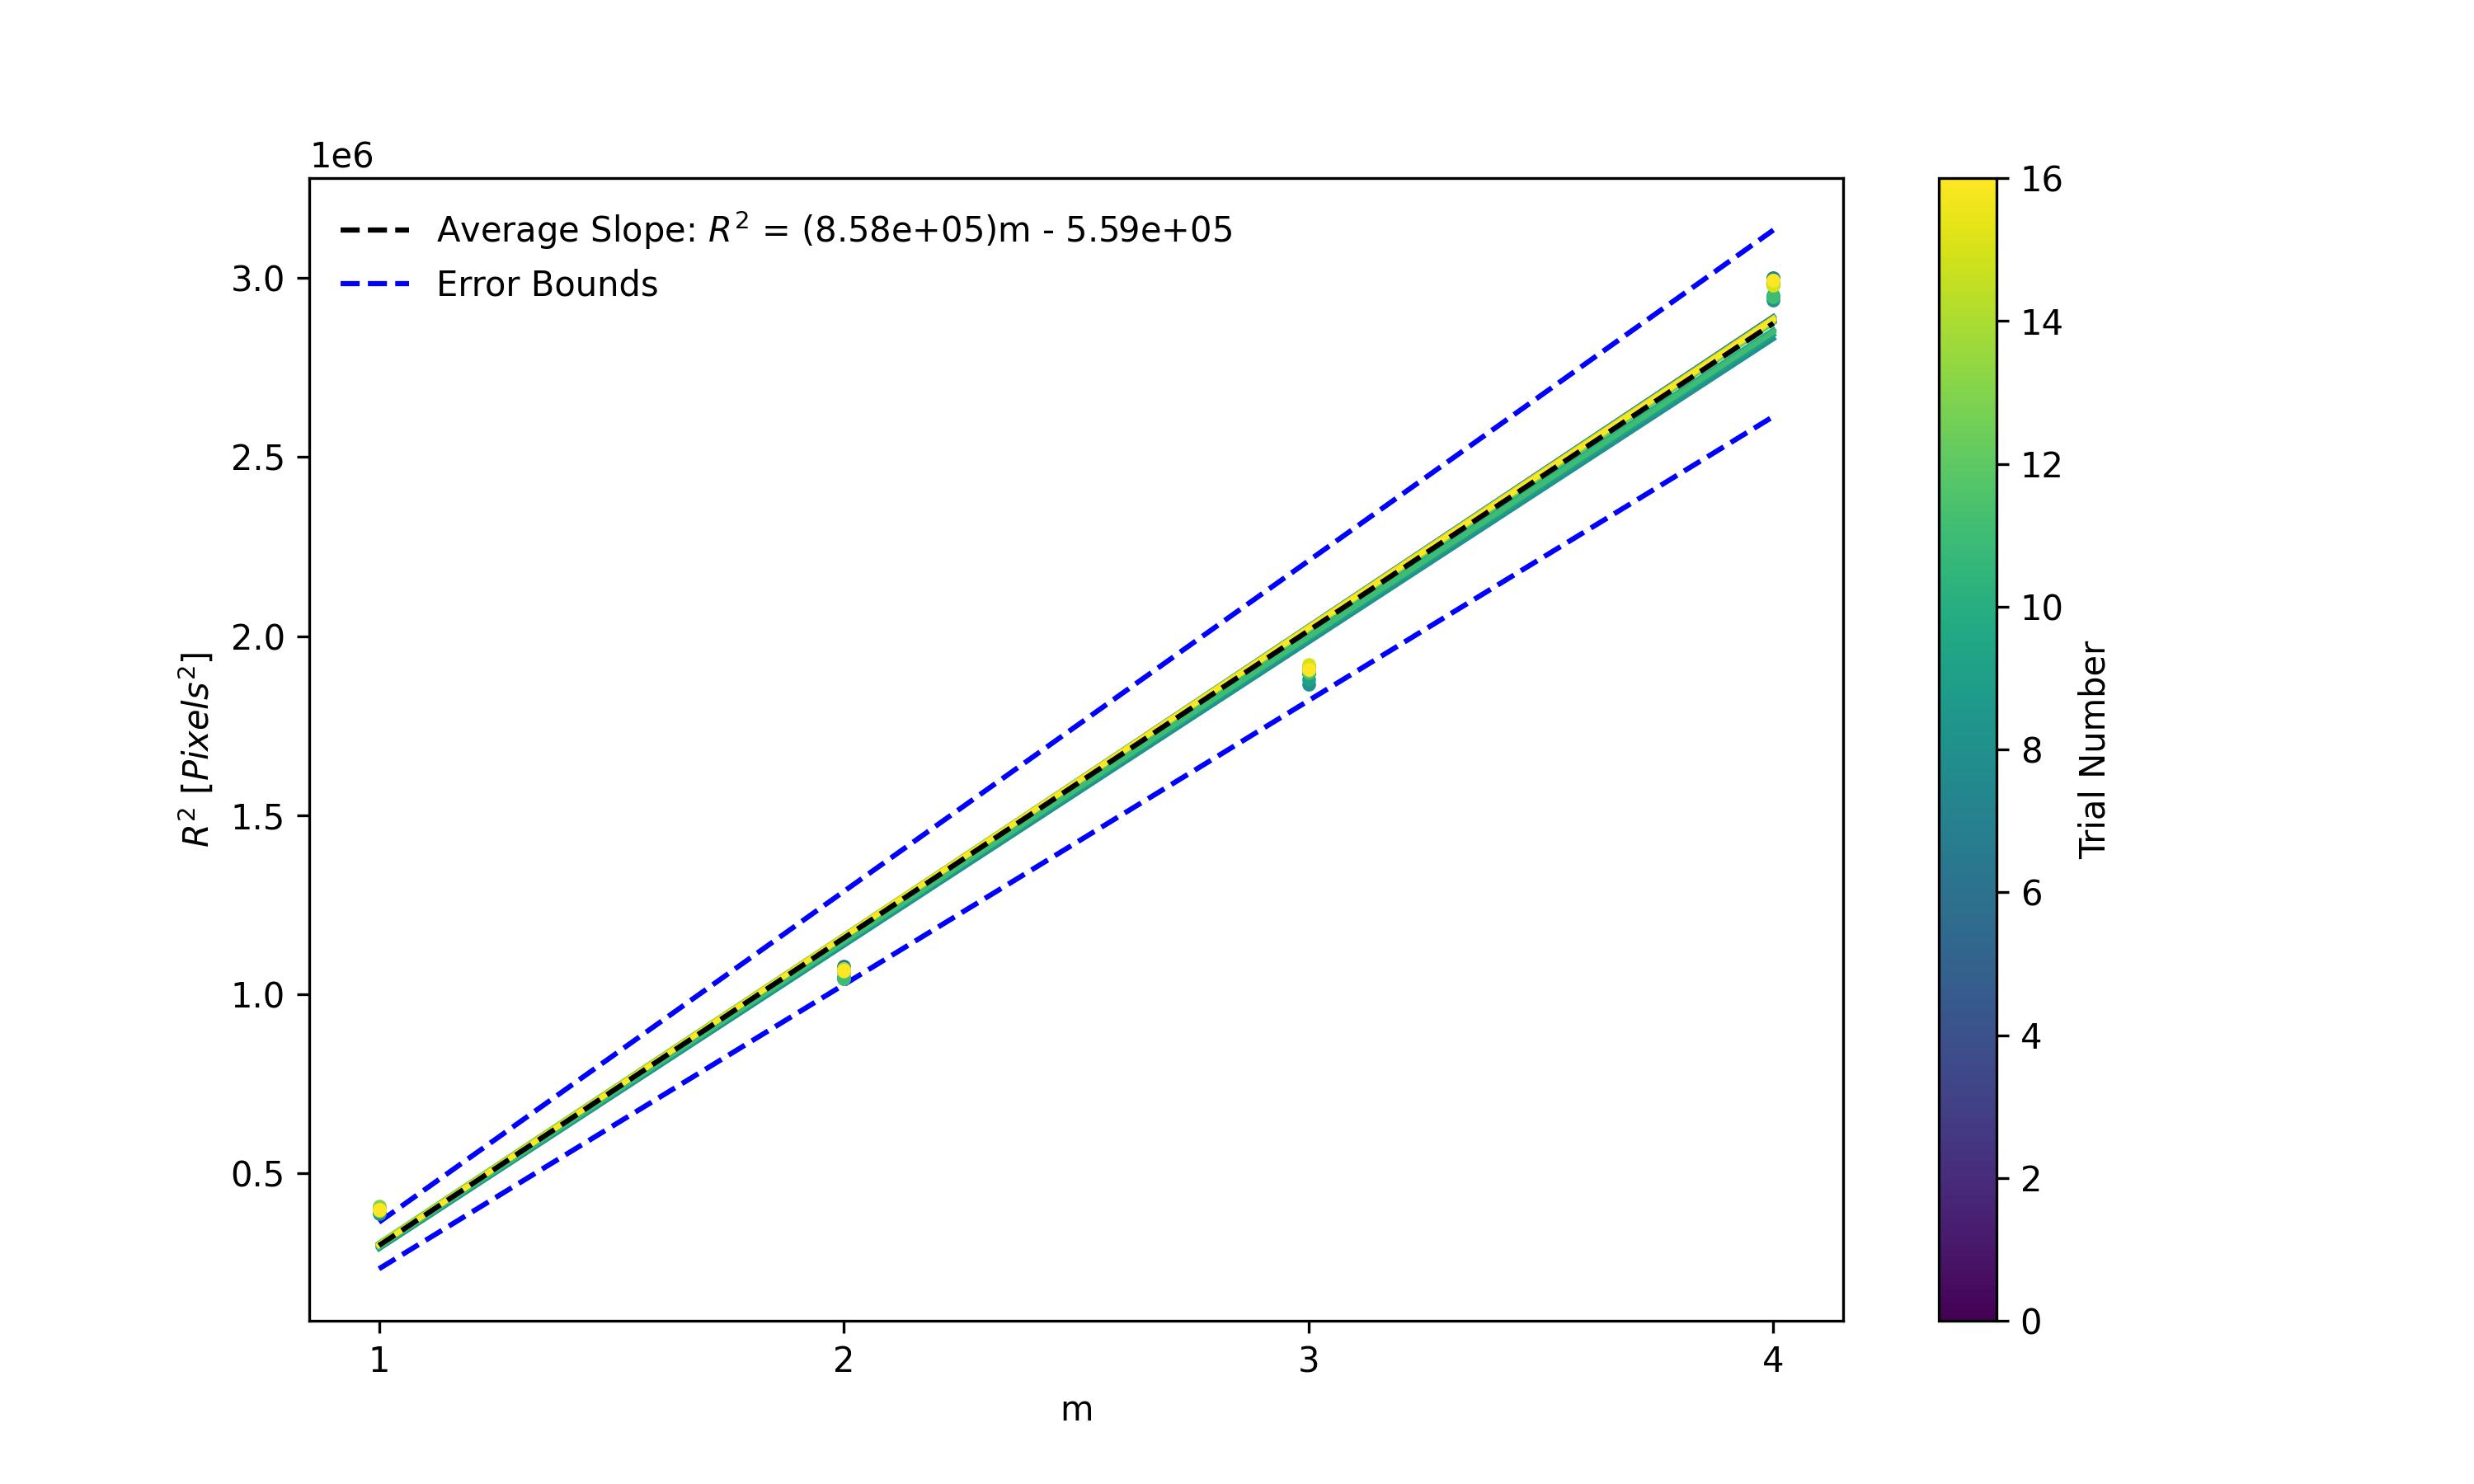 1e6
Average Slope: R² = (8.58e+05)m - 5.59e+05
Error Bounds
3.0
2.5
2.0
1.5
1.0
0.5
R² [Pixels²]
1 2 3 4
m
16
14
12
10
8
6
4
2
0
Trial Number